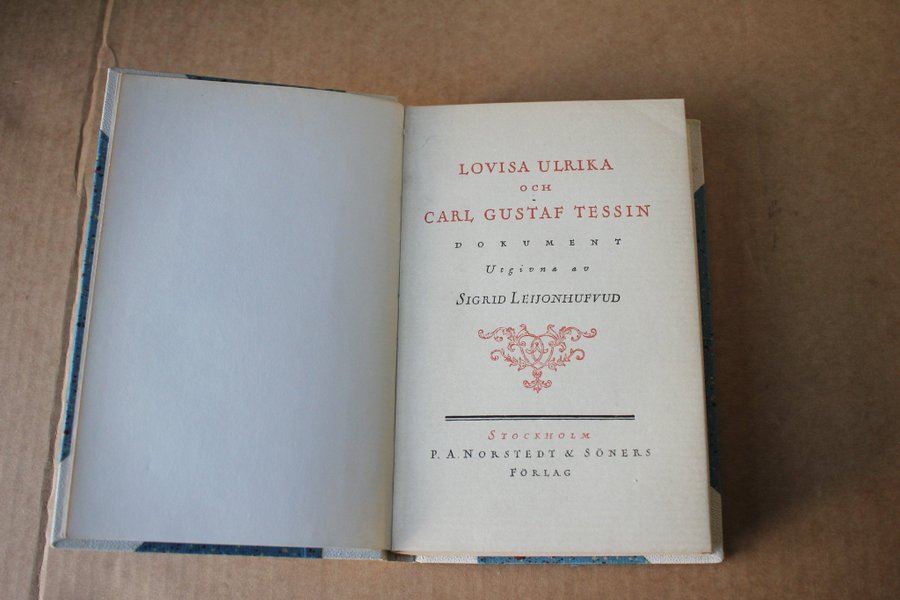 LOVISA ULRIKA
OCH
CARL GUSTAF TESSIN
DOKUMENT
Utgivna av
SIGRID LEIJONHUFVUD
STOCKHOLM
P. A. NORSTEDT & SÖNERS
FÖRLAG